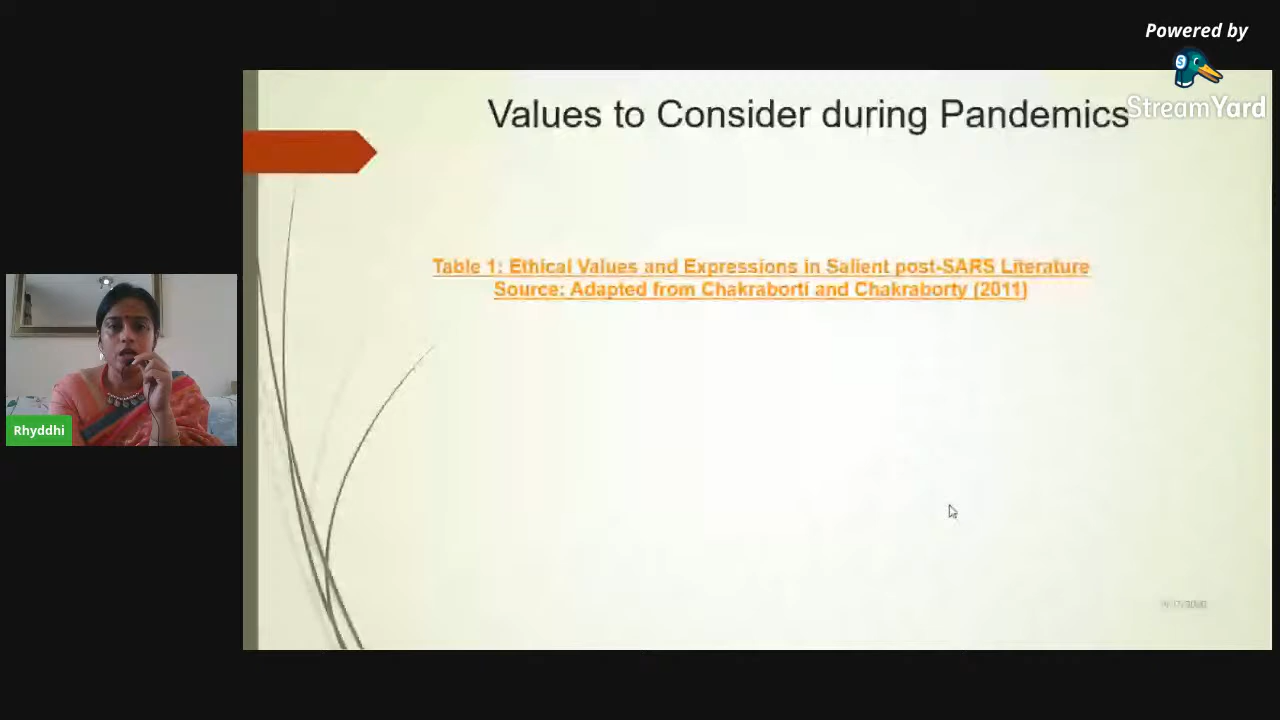 Powered by
StreamYard
Values to Consider during Pandemics
Table 1: Ethical Values and Expressions in Salient post-SARS Literature
Source: Adapted from Chakraborti and Chakraborty (2011)
Rhyddhi